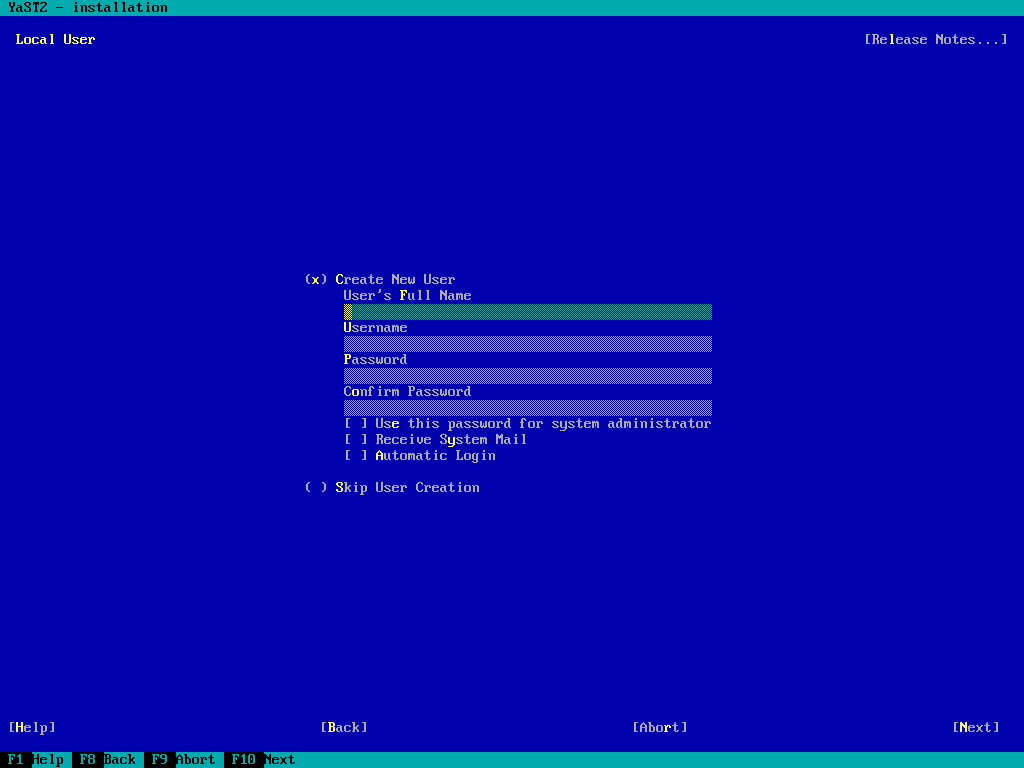 YaST2 - installation
Local User [Release Notes...]
(x) Create New User
User's Full Name
Username
Password
Confirm Password
[ ] Use this password for system administrator
[ ] Receive System Mail
[ ] Automatic Login
( ) Skip User Creation
[Help] [Back] [Abort] [Next]
F1 Help F8 Back F9 Abort F10 Next